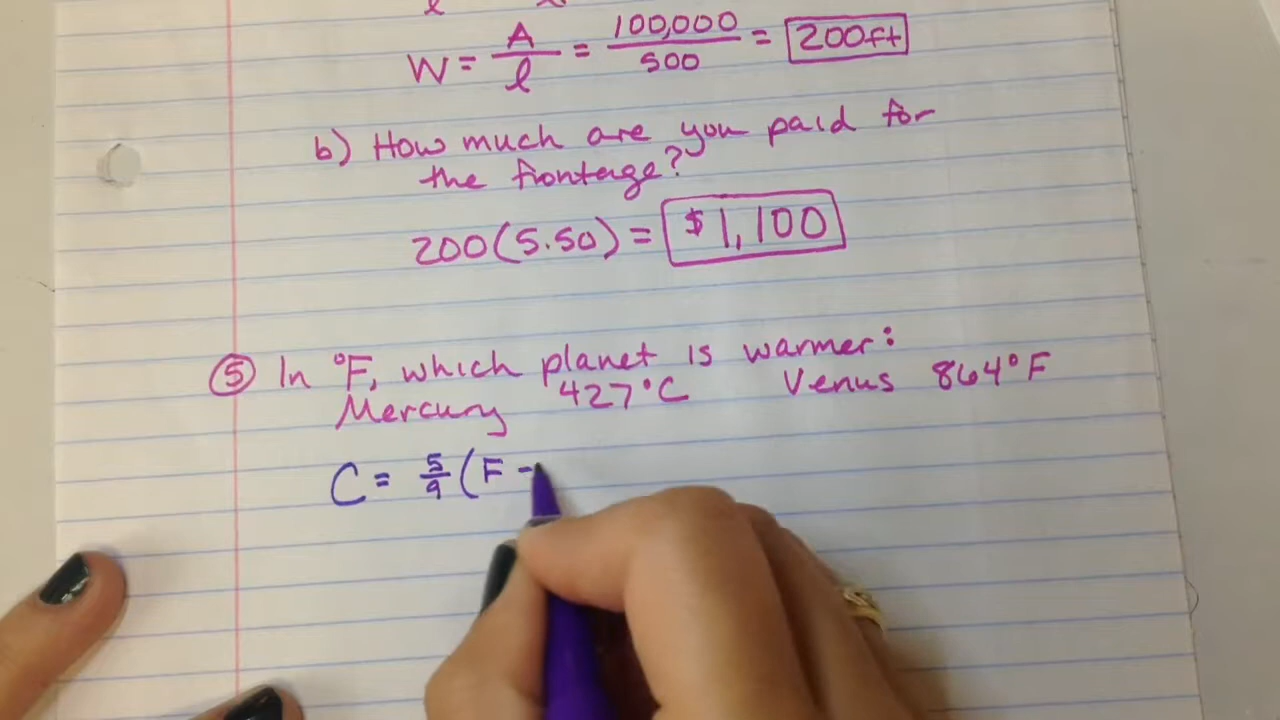 W = A/l = 100,000/500 = 200ft
b) How much are you paid for
the frontage?
200(5.50) = $1,100
⑤ In °F, which planet is warmer:
Mercury 427°C Venus 864°F
C = 5/9 (F -